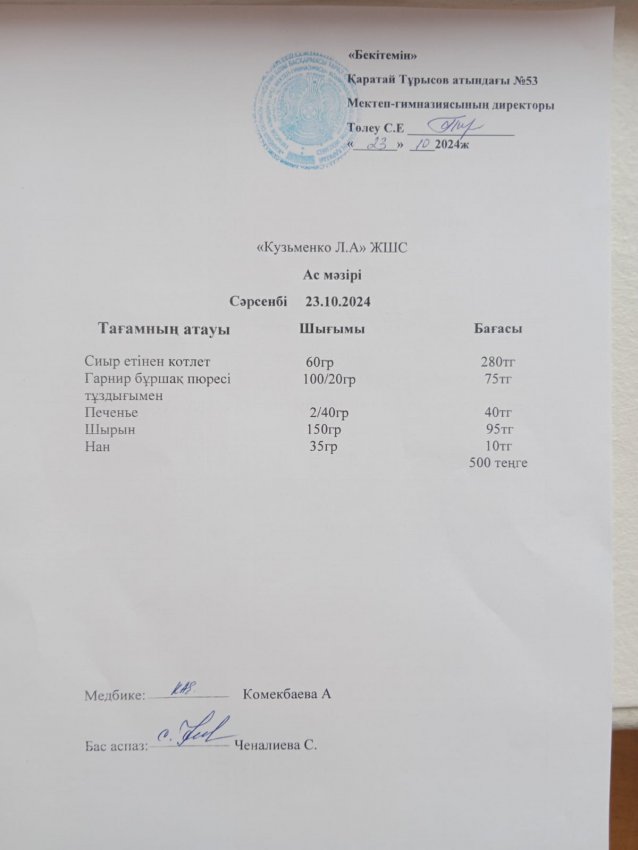 «Бекітемін»
Қаратай Тұрысов атындағы №53
Мектеп-гимназиясының директоры
Төлеу С.Е
«23» 10 2024ж
«Кузьменко Л.А» ЖШС
Ас мәзірі
Сәрсенбі 23.10.2024
Тағамның атауы Шығымы Бағасы
Сиыр етінен котлет 60гр 280тг
Гарнир бұршақ пюресі 100/20гр 75тг
тұздығымен
Печенье 2/40гр 40тг
Шырын 150гр 95тг
Нан 35гр 10тг
500 теңге
Медбике: Комекбаева А
Бас аспаз: Ченалиева С.